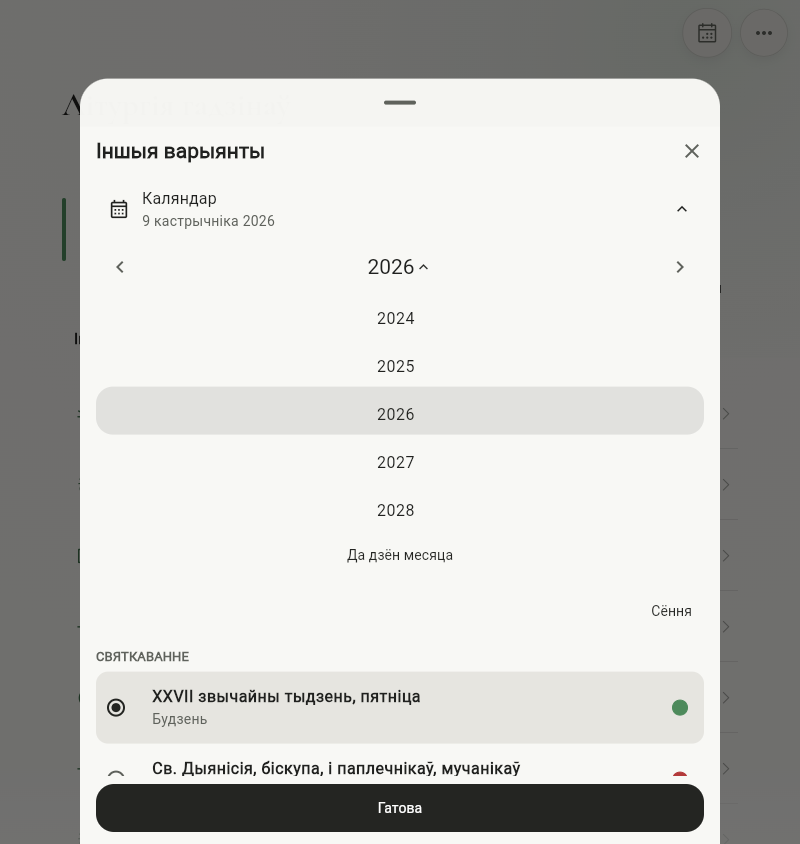 Іншыя варыянты
Каляндар
9 кастрычніка 2026
2026
2024
2025
2026
2027
2028
Да дзён месяца
Сёння
СВЯТКАВАННЕ
XXVII звычайны тыдзень, пятніца
Будзень
Св. Дыянісія, біскупа, і паплечнікаў, мучанікаў
Гатова